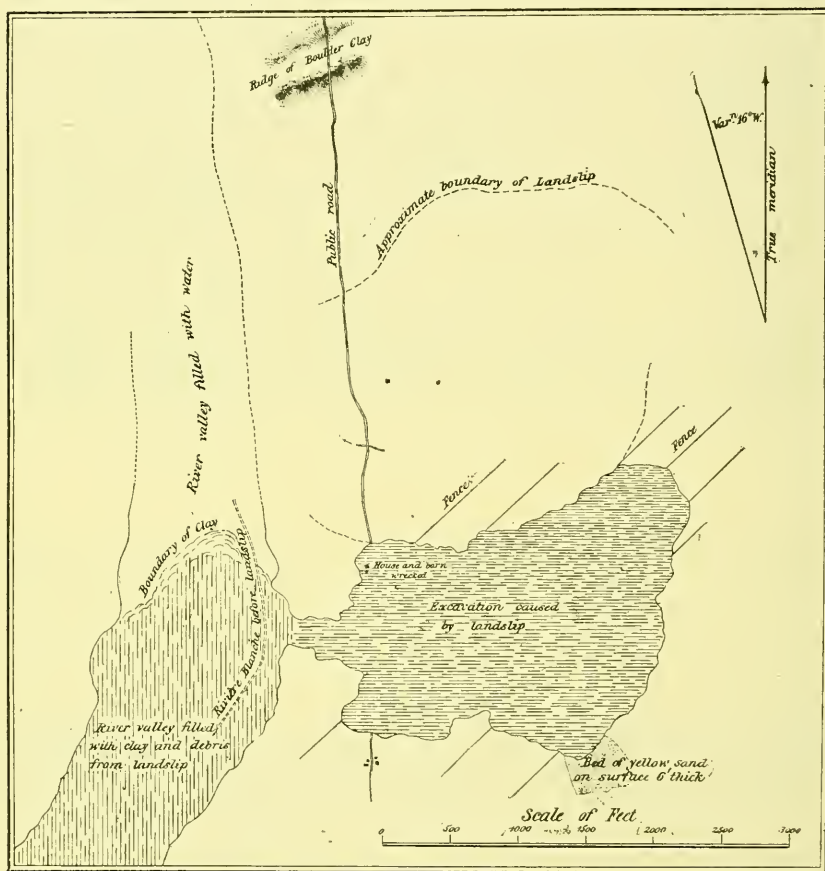 Ridge of Boulder Clay
Public road
Approximate boundary of Landslip
Varn. 16° W.
True meridian
River valley filled with water
Fence
Fence
Boundary of Clay
Rivière Blanche before landslip
House and barn
wrecked
Excavation caused
by landslip
River valley filled,
with clay and debris
from landslip
Bed of yellow sand
on surface 6' thick
Scale of Feet
0 500 1000 1500 2000 2500 3000